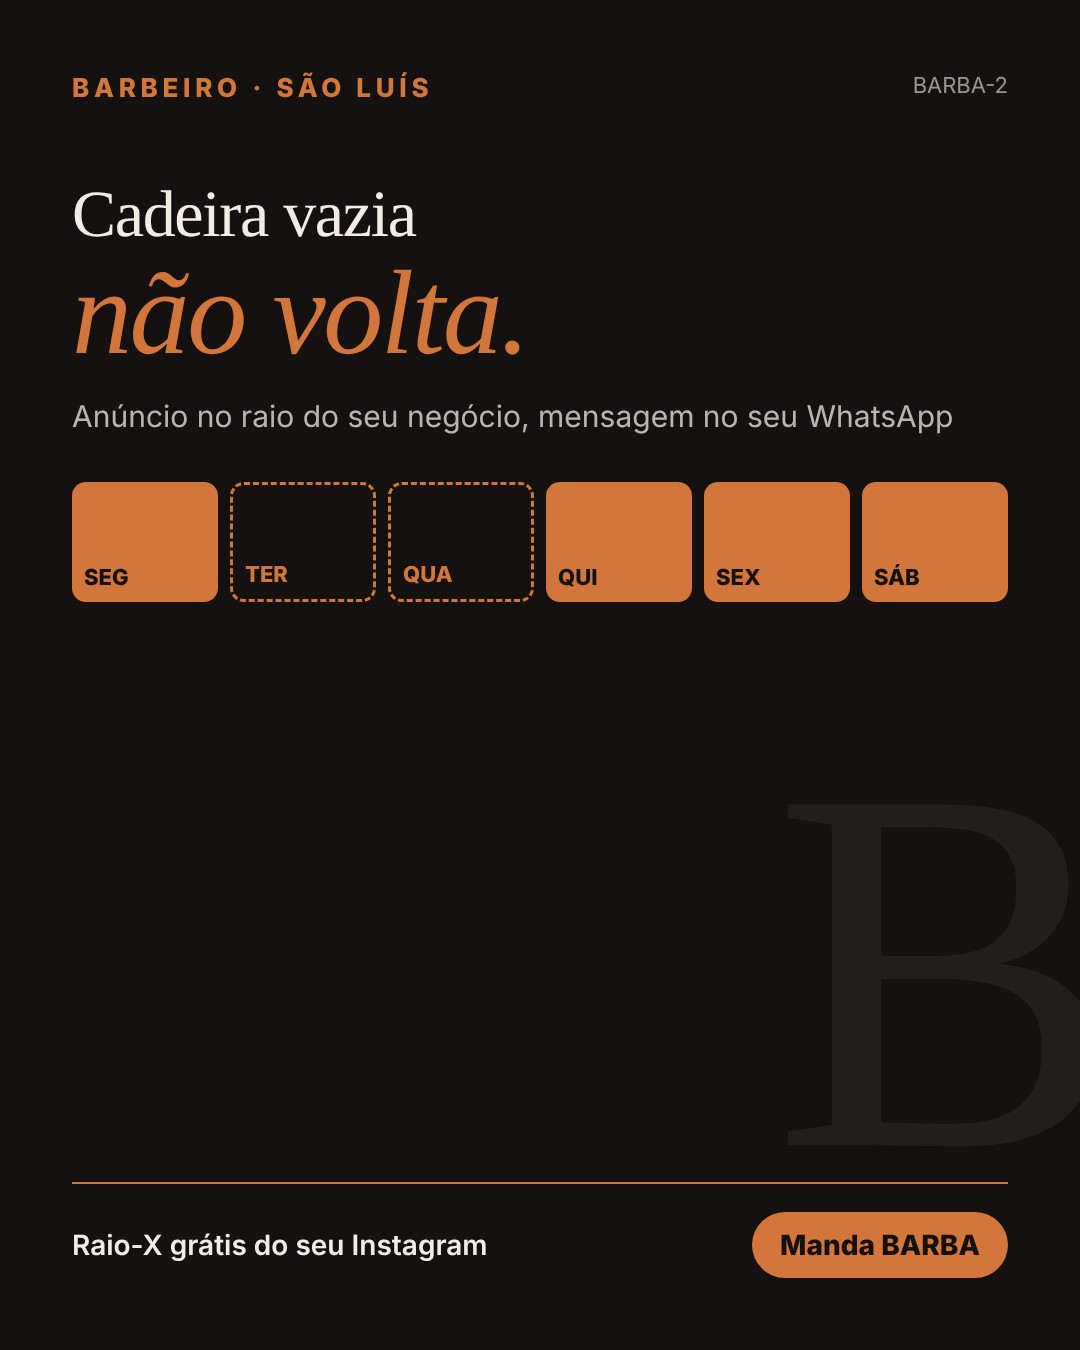 BARBEIRO · SÃO LUÍS
BARBA-2
Cadeira vazia
não volta.
Anúncio no raio do seu negócio, mensagem no seu WhatsApp
SEG TER QUA QUI SEX SÁB
B
Raio-X grátis do seu Instagram
Manda BARBA